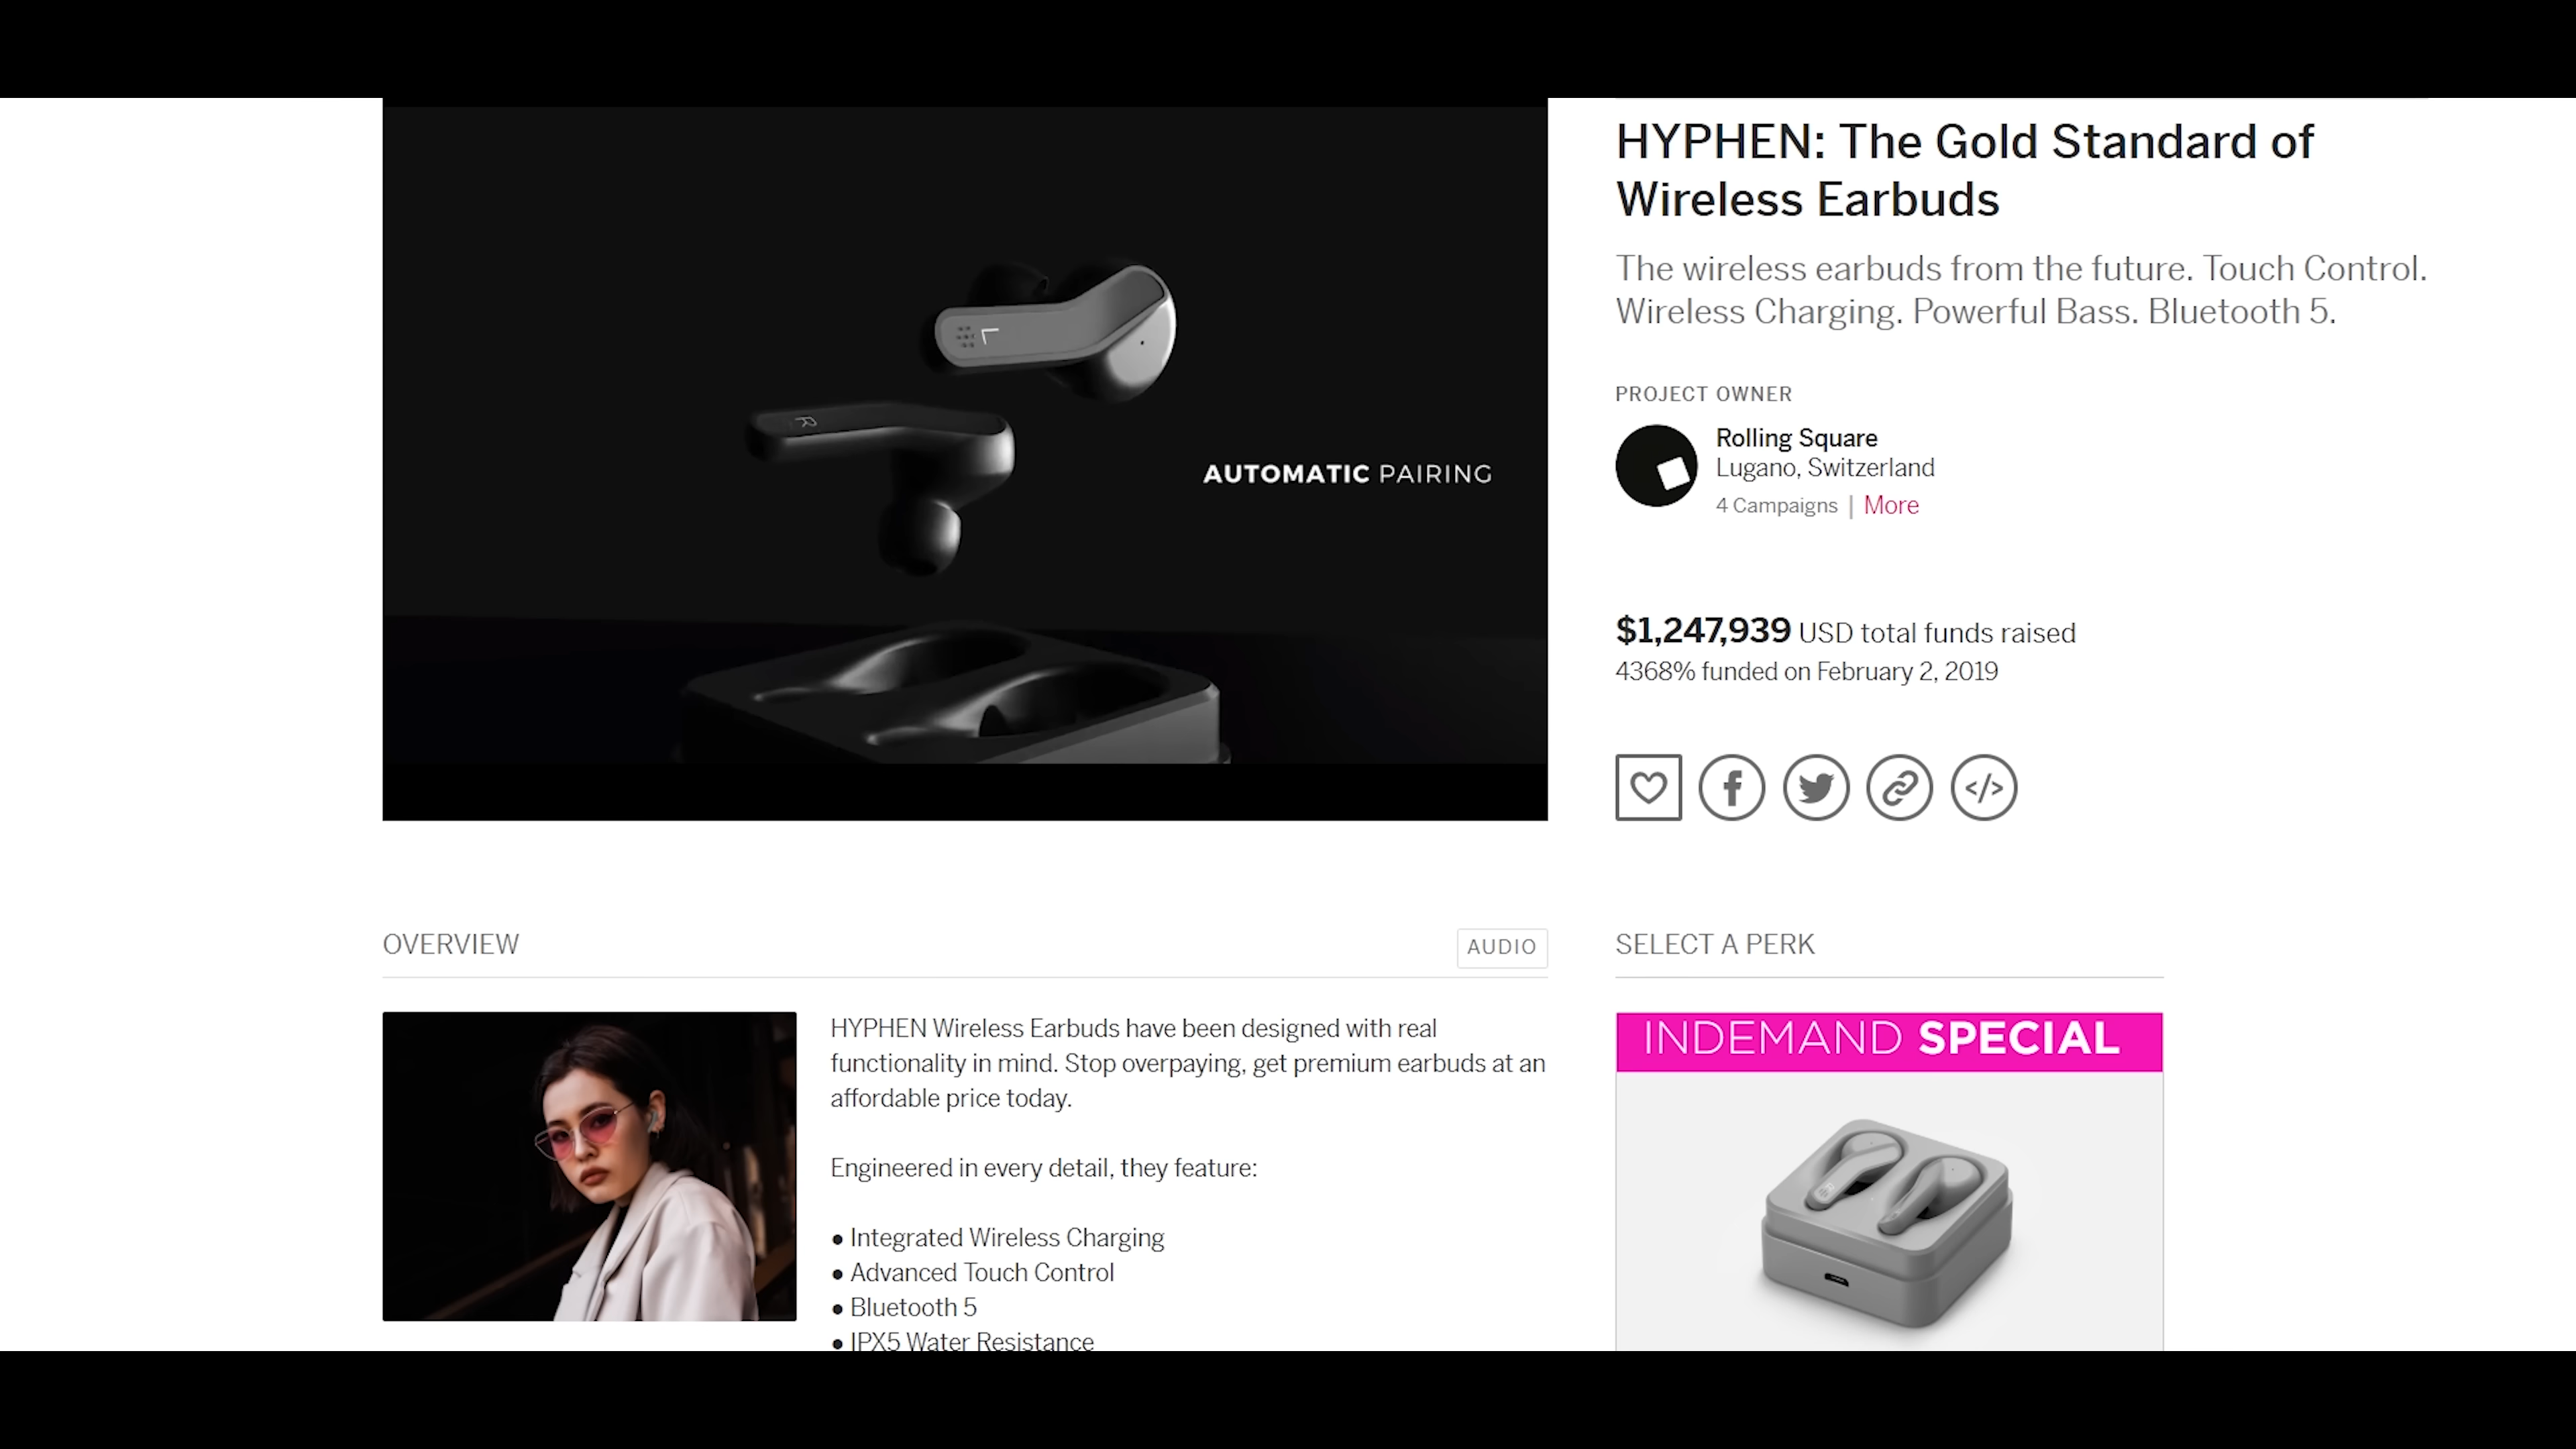 HYPHEN: The Gold Standard of
Wireless Earbuds
The wireless earbuds from the future. Touch Control.
Wireless Charging. Powerful Bass. Bluetooth 5.
L
R
AUTOMATIC PAIRING
PROJECT OWNER
Rolling Square
Lugano, Switzerland
4 Campaigns | More
$1,247,939 USD total funds raised
4368% funded on February 2, 2019
OVERVIEW
AUDIO
HYPHEN Wireless Earbuds have been designed with real
functionality in mind. Stop overpaying, get premium earbuds at an
affordable price today.
Engineered in every detail, they feature:
● Integrated Wireless Charging
● Advanced Touch Control
● Bluetooth 5
● IPX5 Water Resistance
SELECT A PERK
INDEMAND SPECIAL